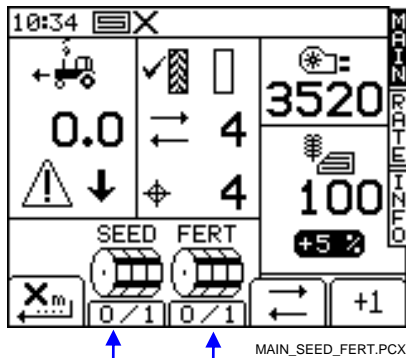 10:34
MAIN
RATE
INFO
3520
0.0
4
4
100
+5 %
SEED FERT
X m
0/1 0/1
+1
MAIN_SEED_FERT.PCX